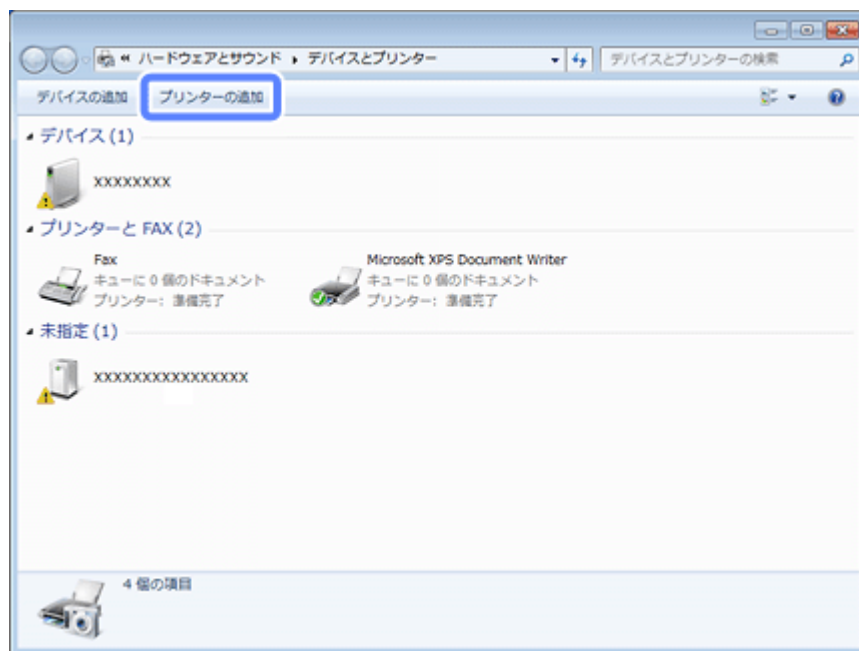 ハードウェアとサウンド デバイスとプリンター デバイスとプリンターの検索
デバイスの追加 プリンターの追加
デバイス (1)
XXXXXXXX
プリンターと FAX (2)
Fax
キューに 0 個のドキュメント
プリンター: 準備完了
Microsoft XPS Document Writer
キューに 0 個のドキュメント
プリンター: 準備完了
未指定 (1)
XXXXXXXXXXXXXXXX
4 個の項目